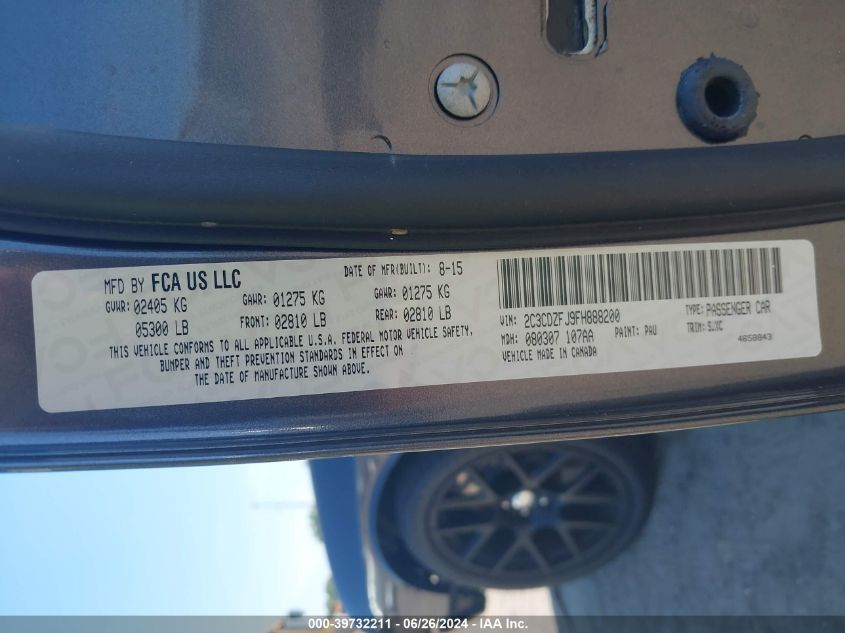 MFD BY FCA US LLC
DATE OF MFR(BUILT): 8-15
GVWR: 02405 KG
GAWR: 01275 KG
GAWR: 01275 KG
05300 LB
FRONT: 02810 LB
REAR: 02810 LB
THIS VEHICLE CONFORMS TO ALL APPLICABLE U.S.A. FEDERAL MOTOR VEHICLE SAFETY,
BUMPER AND THEFT PREVENTION STANDARDS IN EFFECT ON
THE DATE OF MANUFACTURE SHOWN ABOVE.
VIN: 2C3CDZFJ9FH888200
TYPE: PASSENGER CAR
MDH: 080307 107AA
PAINT: PAU
TRIM: SJXC
VEHICLE MADE IN CANADA
4658843
000-39732211 - 06/26/2024 - IAA Inc.